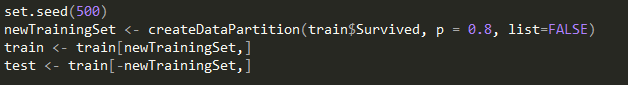 set.seed(500)
newTrainingSet <- createDataPartition(train$Survived, p = 0.8, list=FALSE)
train <- train[newTrainingSet,]
test <- train[-newTrainingSet,]